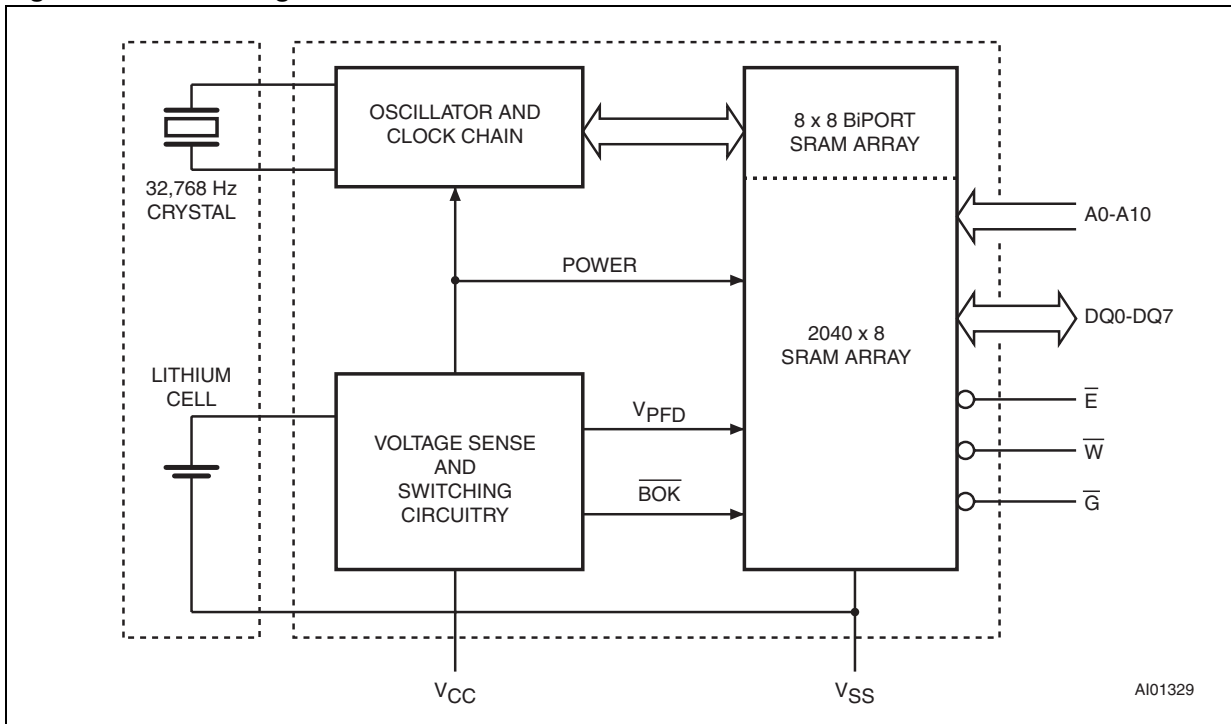 OSCILLATOR AND
CLOCK CHAIN
8 x 8 BiPORT
SRAM ARRAY
32,768 Hz
CRYSTAL
A0-A10
POWER
DQ0-DQ7
2040 x 8
SRAM ARRAY
LITHIUM
CELL
VPFD
E̅
VOLTAGE SENSE
AND
SWITCHING
CIRCUITRY
W̅
B̅O̅K̅
G̅
VCC
VSS
AI01329